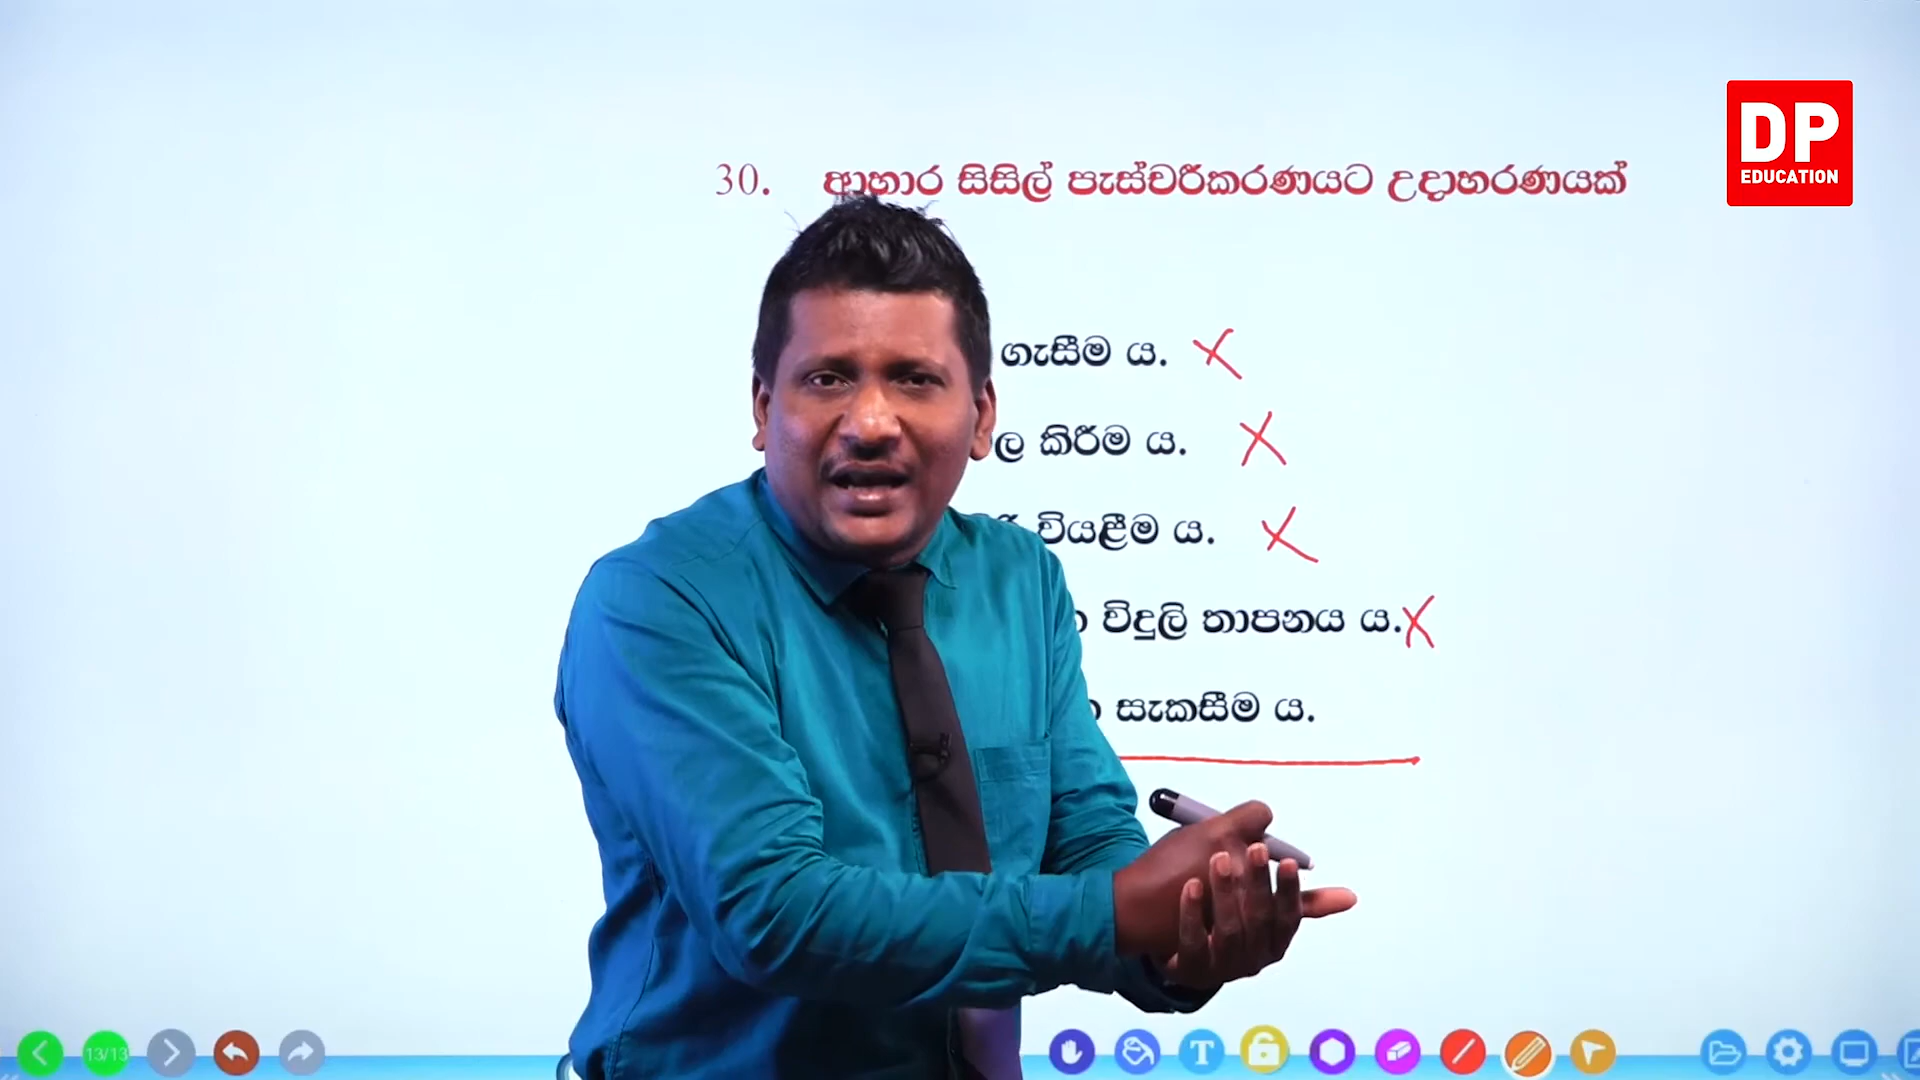 DP
EDUCATION
30. ආහාර සිසිල් පැස්චරීකරණයට උදාහරණයක්
ගැසීම ය.
කිරීම ය.
වියළීම ය.
විදුලි තාපනය ය.
සැකසීම ය.
13/13